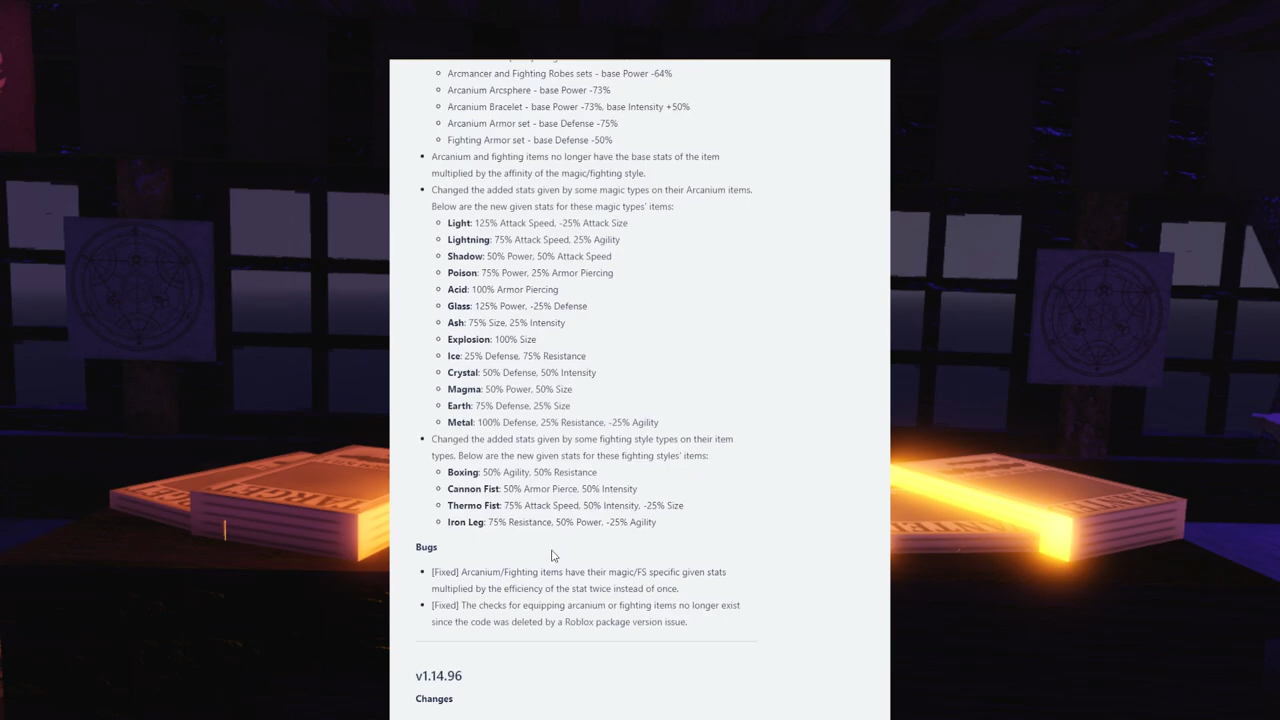 Arcmancer and Fighting Robes sets - base Power -64%
Arcanium Arcsphere - base Power -73%
Arcanium Bracelet - base Power -73%, base Intensity +50%
Arcanium Armor set - base Defense -75%
Fighting Armor set - base Defense -50%
Arcanium and fighting items no longer have the base stats of the item
multiplied by the affinity of the magic/fighting style.
Changed the added stats given by some magic types on their Arcanium items.
Below are the new given stats for these magic types' items:
Light: 125% Attack Speed, -25% Attack Size
Lightning: 75% Attack Speed, 25% Agility
Shadow: 50% Power, 50% Attack Speed
Poison: 75% Power, 25% Armor Piercing
Acid: 100% Armor Piercing
Glass: 125% Power, -25% Defense
Ash: 75% Size, 25% Intensity
Explosion: 100% Size
Ice: 25% Defense, 75% Resistance
Crystal: 50% Defense, 50% Intensity
Magma: 50% Power, 50% Size
Earth: 75% Defense, 25% Size
Metal: 100% Defense, 25% Resistance, -25% Agility
Changed the added stats given by some fighting style types on their item
types. Below are the new given stats for these fighting styles' items:
Boxing: 50% Agility, 50% Resistance
Cannon Fist: 50% Armor Pierce, 50% Intensity
Thermo Fist: 75% Attack Speed, 50% Intensity, -25% Size
Iron Leg: 75% Resistance, 50% Power, -25% Agility
Bugs
[Fixed] Arcanium/Fighting items have their magic/FS specific given stats
multiplied by the efficiency of the stat twice instead of once.
[Fixed] The checks for equipping arcanium or fighting items no longer exist
since the code was deleted by a Roblox package version issue.
v1.14.96
Changes